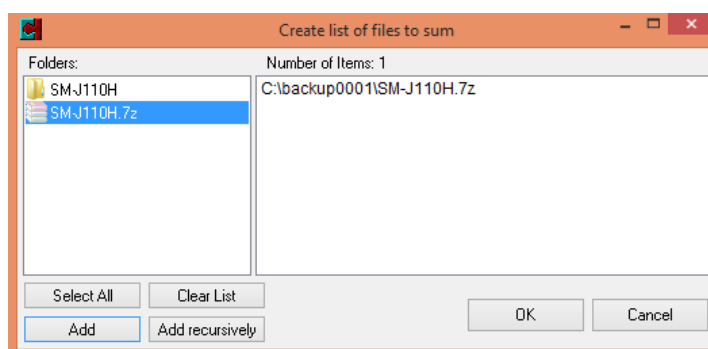 Create list of files to sum
Folders:
Number of Items: 1
SM-J110H
C:\backup0001\SM-J110H.7z
SM-J110H.7z
Select All
Clear List
Add
Add recursively
OK
Cancel